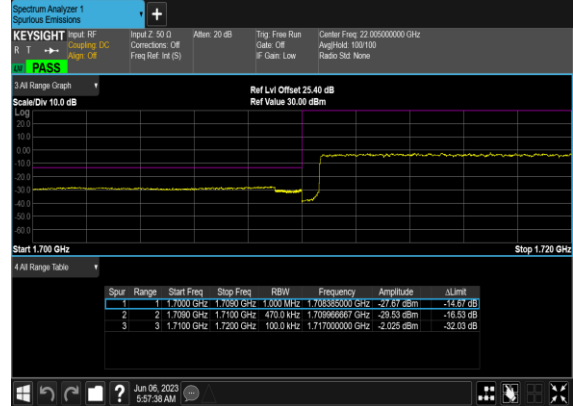 Spectrum Analyzer 1
Spurious Emissions
KEYSIGHT Input: RF Input Z: 50 Ω Atten: 20 dB Trig: Free Run Center Freq: 22.005000000 GHz
R T Coupling: DC Corrections: Off Gate: Off Avg|Hold: 100/100
Align: Off Freq Ref: Int (S) IF Gain: Low Radio Std: None
PASS
3 All Range Graph
Ref Lvl Offset 25.40 dB
Scale/Div 10.0 dB Ref Value 30.00 dBm
Log
20.0
10.0
0.00
-10.0
-20.0
-30.0
-40.0
-50.0
-60.0
Start 1.700 GHz Stop 1.720 GHz
4 All Range Table
Spur Range Start Freq Stop Freq RBW Frequency Amplitude ΔLimit
1 1 1.7000 GHz 1.7090 GHz 1.000 MHz 1.708385000 GHz -27.67 dBm -14.67 dB
2 2 1.7090 GHz 1.7100 GHz 470.0 kHz 1.709966667 GHz -29.53 dBm -16.53 dB
3 3 1.7100 GHz 1.7200 GHz 100.0 kHz 1.717000000 GHz -2.025 dBm -32.03 dB
? Jun 06, 2023
5:57:38 AM